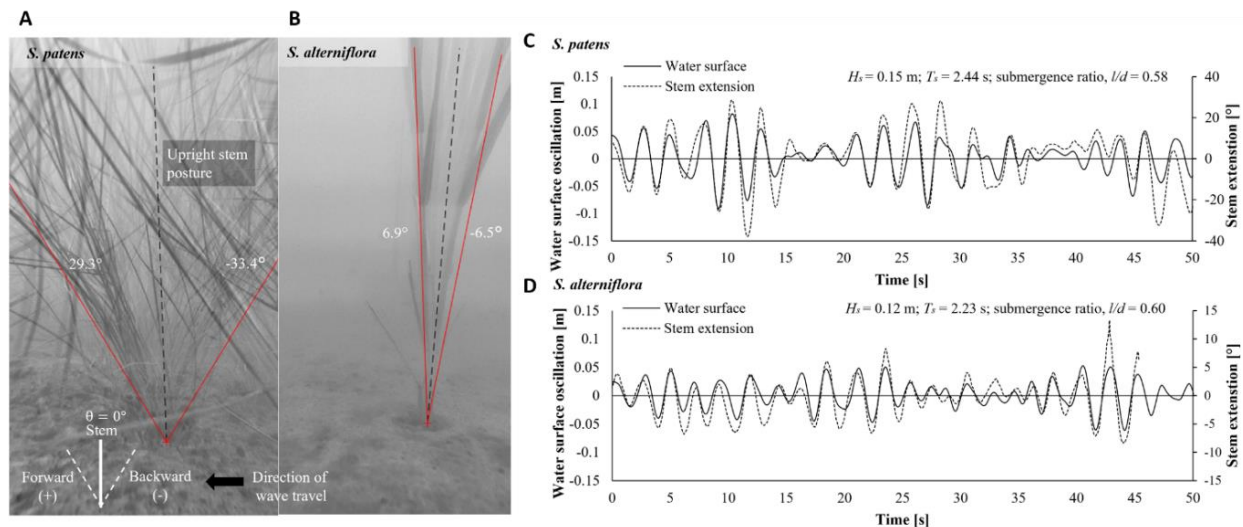 A
S. patens
Upright stem
posture
29.3°
-33.4°
θ = 0°
Stem
Forward
(+)
Backward
(-)
Direction of
wave travel
B
S. alterniflora
6.9°
-6.5°
C
S. patens
Water surface
Stem extension
Hs = 0.15 m; Ts = 2.44 s; submergence ratio, l/d = 0.58
Water surface oscillation [m]
0.15
0.1
0.05
0
-0.05
-0.1
-0.15
40
20
0
-20
-40
Stem extenstion [°]
0 5 10 15 20 25 30 35 40 45 50
Time [s]
D
S. alterniflora
Water surface
Stem extension
Hs = 0.12 m; Ts = 2.23 s; submergence ratio, l/d = 0.60
Water surface oscillation [m]
0.15
0.10
0.05
0
-0.05
-0.10
-0.15
15
10
5
0
-5
-10
-15
Stem extenstion [°]
0 5 10 15 20 25 30 35 40 45 50
Time [s]